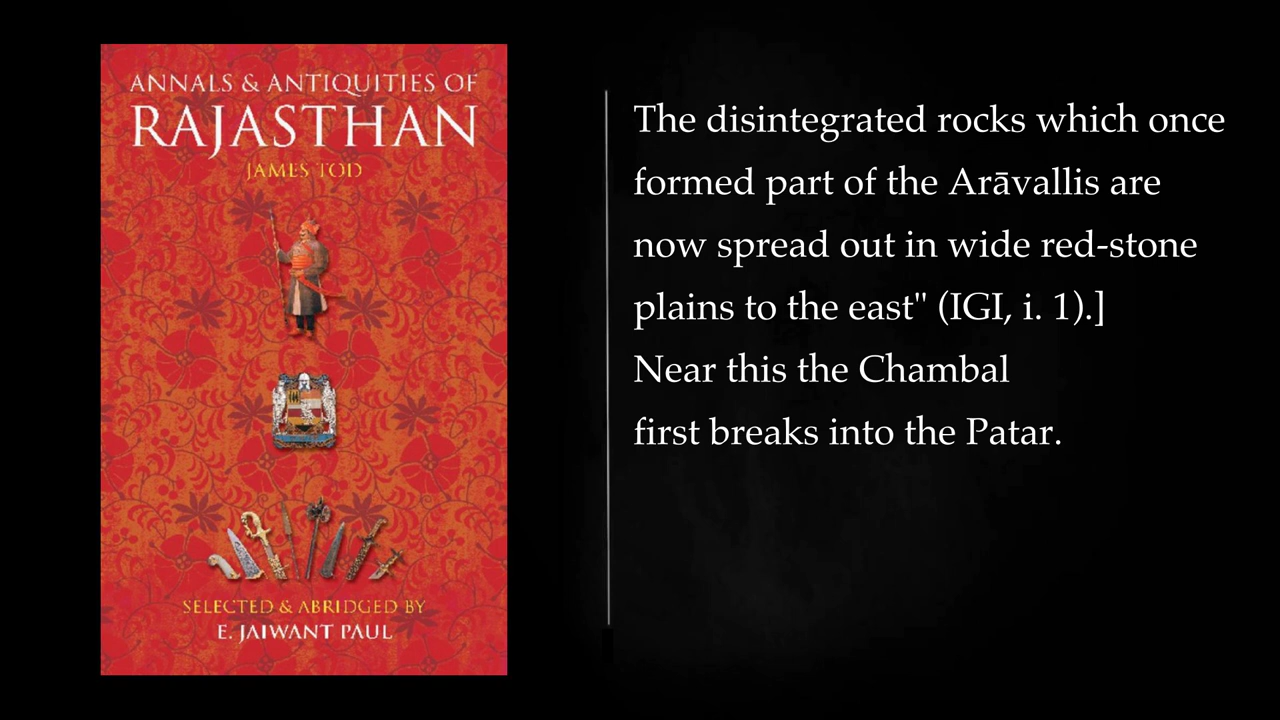 ANNALS & ANTIQUITIES OF
RAJASTHAN
JAMES TOD
SELECTED & ABRIDGED BY
E. JAIWANT PAUL
The disintegrated rocks which once
formed part of the Arāvallis are
now spread out in wide red-stone
plains to the east" (IGI, i. 1).]
Near this the Chambal
first breaks into the Patar.